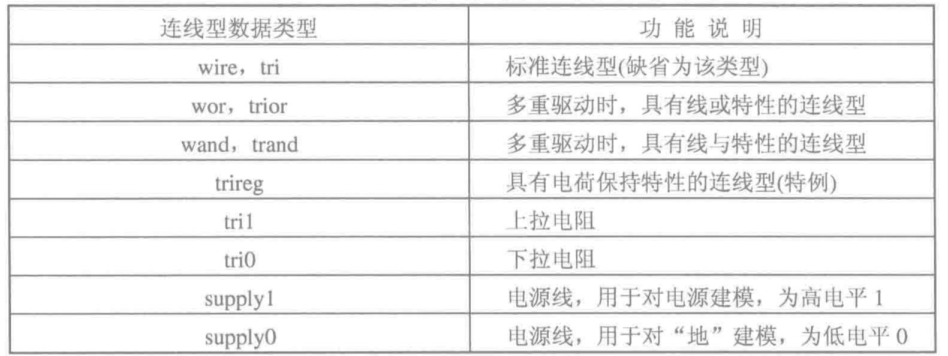 连线型数据类型 功 能 说 明
wire，tri 标准连线型(缺省为该类型)
wor，trior 多重驱动时，具有线或特性的连线型
wand，trand 多重驱动时，具有线与特性的连线型
trireg 具有电荷保持特性的连线型(特例)
tri1 上拉电阻
tri0 下拉电阻
supply1 电源线，用于对电源建模，为高电平 1
supply0 电源线，用于对“地”建模，为低电平 0